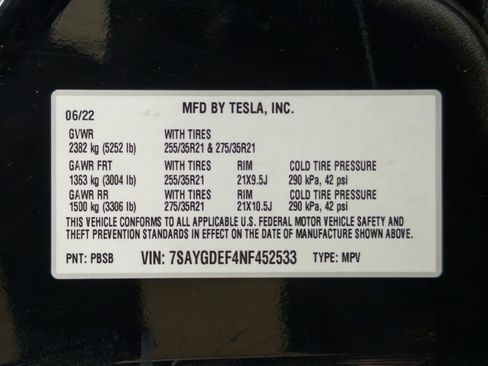 MFD BY TESLA, INC.
06/22
GVWR WITH TIRES
2382 kg (5252 lb) 255/35R21 & 275/35R21
GAWR FRT WITH TIRES RIM COLD TIRE PRESSURE
1363 kg (3004 lb) 255/35R21 21X9.5J 290 kPa, 42 psi
GAWR RR WITH TIRES RIM COLD TIRE PRESSURE
1500 kg (3306 lb) 275/35R21 21X10.5J 290 kPa, 42 psi
THIS VEHICLE CONFORMS TO ALL APPLICABLE U.S. FEDERAL MOTOR VEHICLE SAFETY AND
THEFT PREVENTION STANDARDS IN EFFECT ON THE DATE OF MANUFACTURE SHOWN ABOVE.
PNT: PBSB VIN: 7SAYGDEF4NF452533 TYPE: MPV